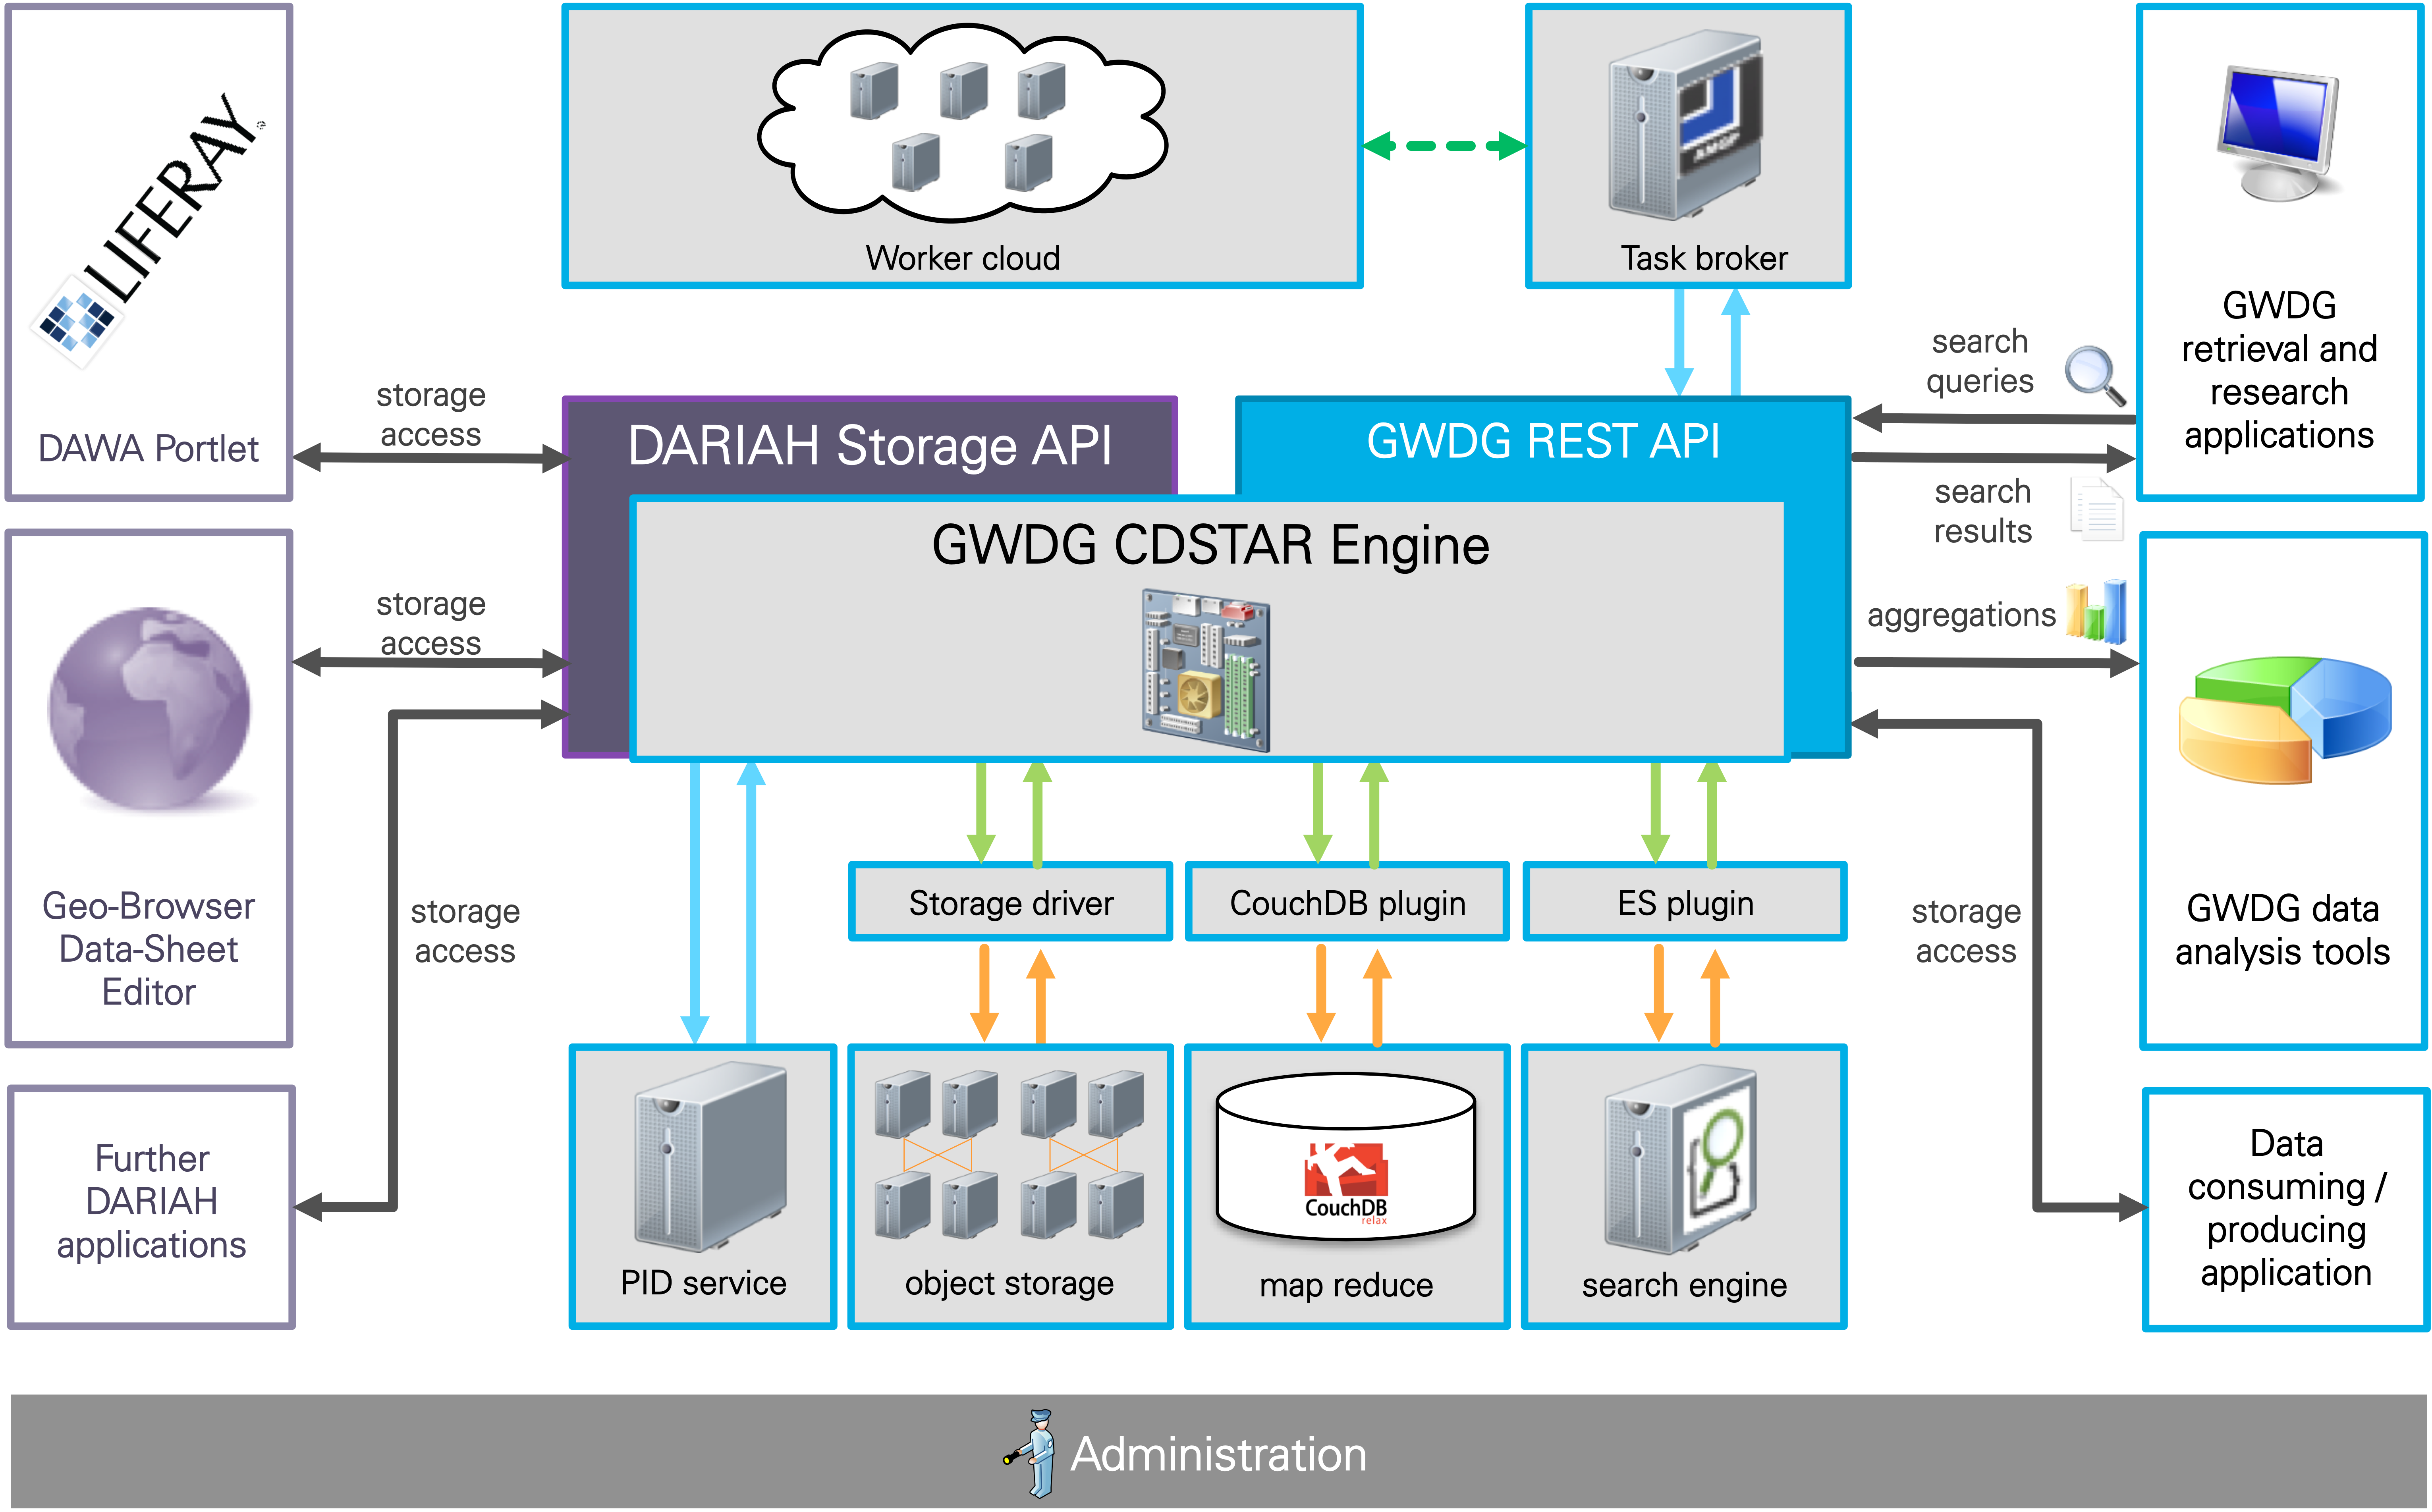 LIFERAY
DAWA Portlet
Worker cloud
AMQP
Task broker
GWDG
retrieval and
research
applications
storage
access
search
queries
search
results
DARIAH Storage API
GWDG REST API
GWDG CDSTAR Engine
storage
access
aggregations
Geo-Browser
Data-Sheet
Editor
storage
access
Storage driver
CouchDB plugin
ES plugin
storage
access
GWDG data
analysis tools
Further
DARIAH
applications
PID service
object storage
CouchDB
relax
map reduce
search engine
Data
consuming /
producing
application
Administration